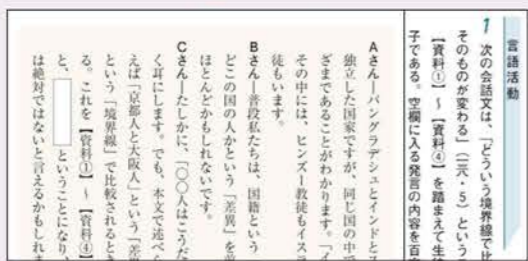 言語活動
1 次の会話文は、「どういう境界線で比
そのものが変わる」(三六・5)という
【資料①】～【資料④】を踏まえて生
子である。空欄に入る発言の内容を百
Aさん―バングラデシュとインドとス
独立した国家ですが、同じ国の中で
ざまであることがわかります。「イ
その中には、ヒンズー教徒もイスラ
徒もいます。
Bさん―普段私たちは、国籍という
どこの国の人かという「差異」を前
ほとんどかもしれないです。
Cさん―たしかに、「○○人はこうだ
く耳にします。でも、本文で述べら
えば「京都人と大阪人」という「差異
という「境界線」で比較されるとき
る。これを【資料①】～【資料④】
と、　　ということになり、
は絶対ではないと言えるかもしれま